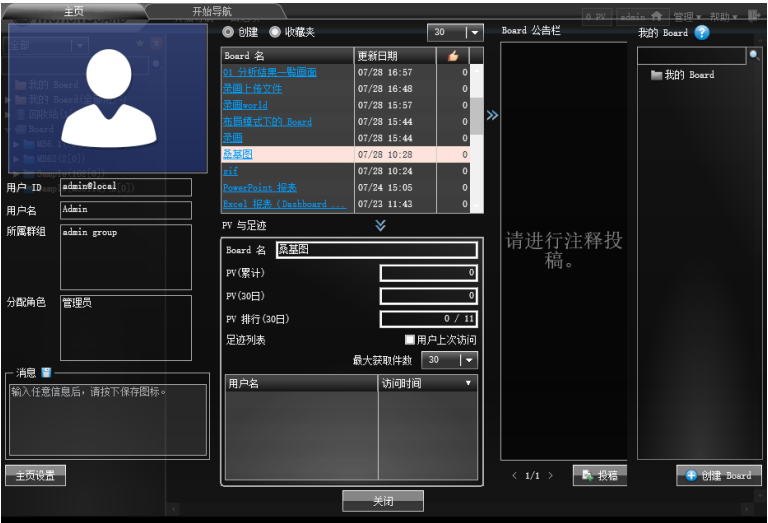 主页
开始导航
0 PV
admin
管理
帮助
全部
我的 Board
Board
创建
收藏夹
30
Board 名
更新日期
01 分析结果一览画面
07/28 16:57
0
录画上传文件
07/28 16:48
0
录画world
07/28 15:57
0
布局模式下的 Board
07/28 15:44
0
录画
07/28 15:44
0
桑基图
07/28 10:28
0
gif
07/28 10:24
0
PowerPoint 报表
07/24 15:05
0
Excel 报表（Dashboard ...
07/23 11:43
0
用户 ID
admin@local
用户名
Admin
所属群组
admin group
分配角色
管理员
消息
输入任意信息后，请按下保存图标。
主页设置
PV 与足迹
Board 名
桑基图
PV(累计)
0
PV(30日)
0
PV 排行(30日)
0 / 11
足迹列表
用户上次访问
最大获取件数
30
用户名
访问时间
关闭
Board 公告栏
请进行注释投稿。
< 1/1 >
投稿
我的 Board
我的 Board
创建 Board